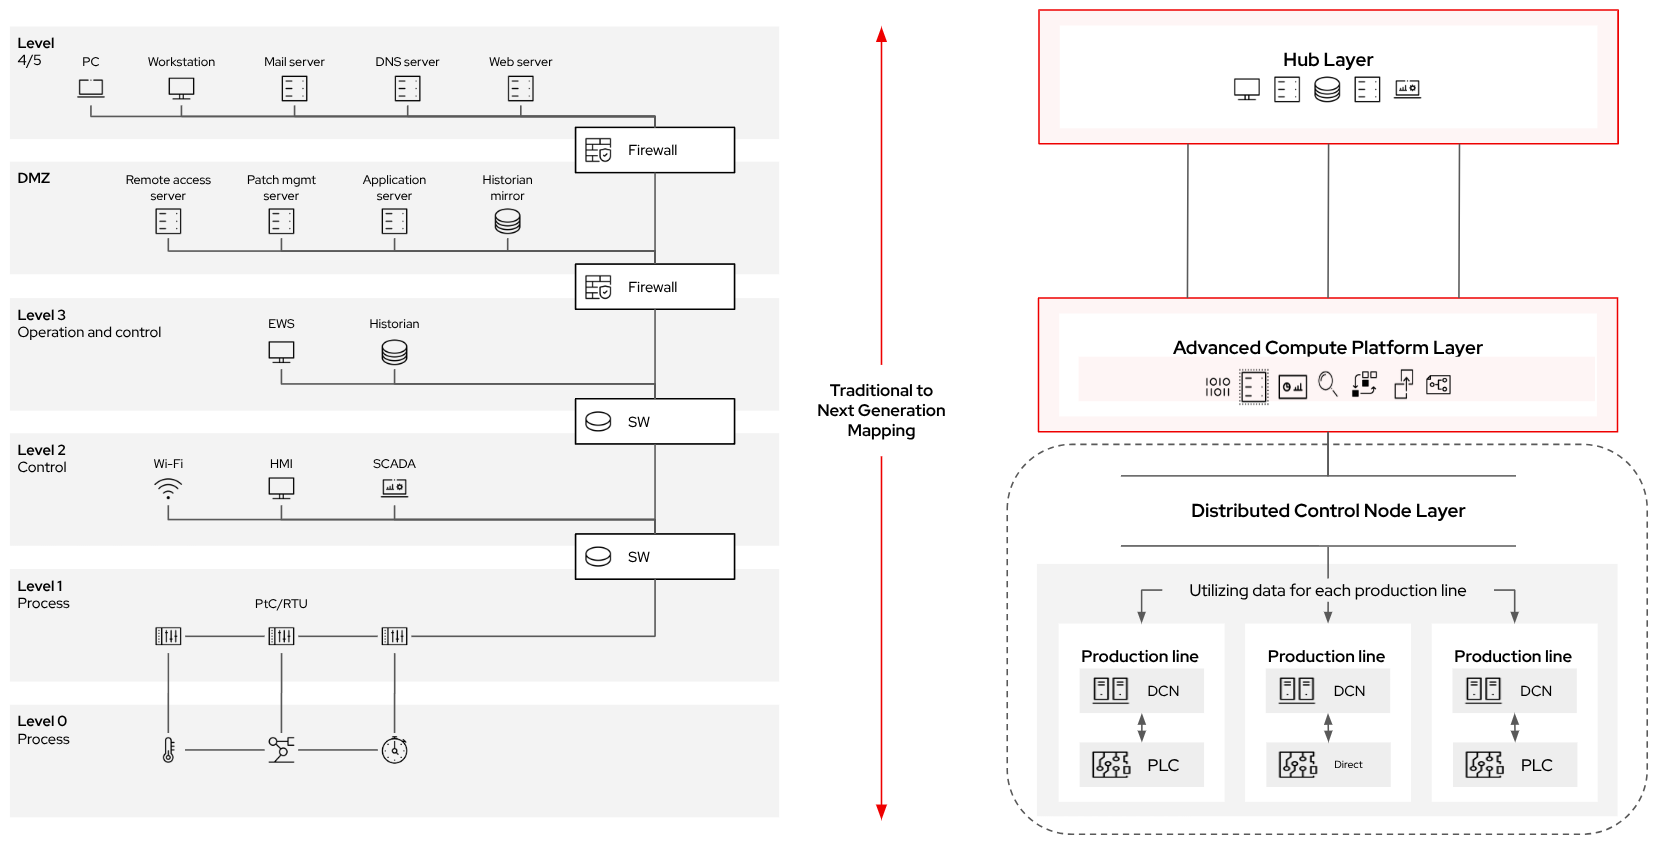 Level
4/5
PC
Workstation
Mail server
DNS server
Web server
Firewall
DMZ
Remote access
server
Patch mgmt
server
Application
server
Historian
mirror
Firewall
Level 3
Operation and control
EWS
Historian
SW
Level 2
Control
Wi-Fi
HMI
SCADA
SW
Level 1
Process
PtC/RTU
Level 0
Process
Traditional to
Next Generation
Mapping
Hub Layer
Advanced Compute Platform Layer
1010
11011
Distributed Control Node Layer
Utilizing data for each production line
Production line
DCN
PLC
Production line
DCN
Direct
Production line
DCN
PLC